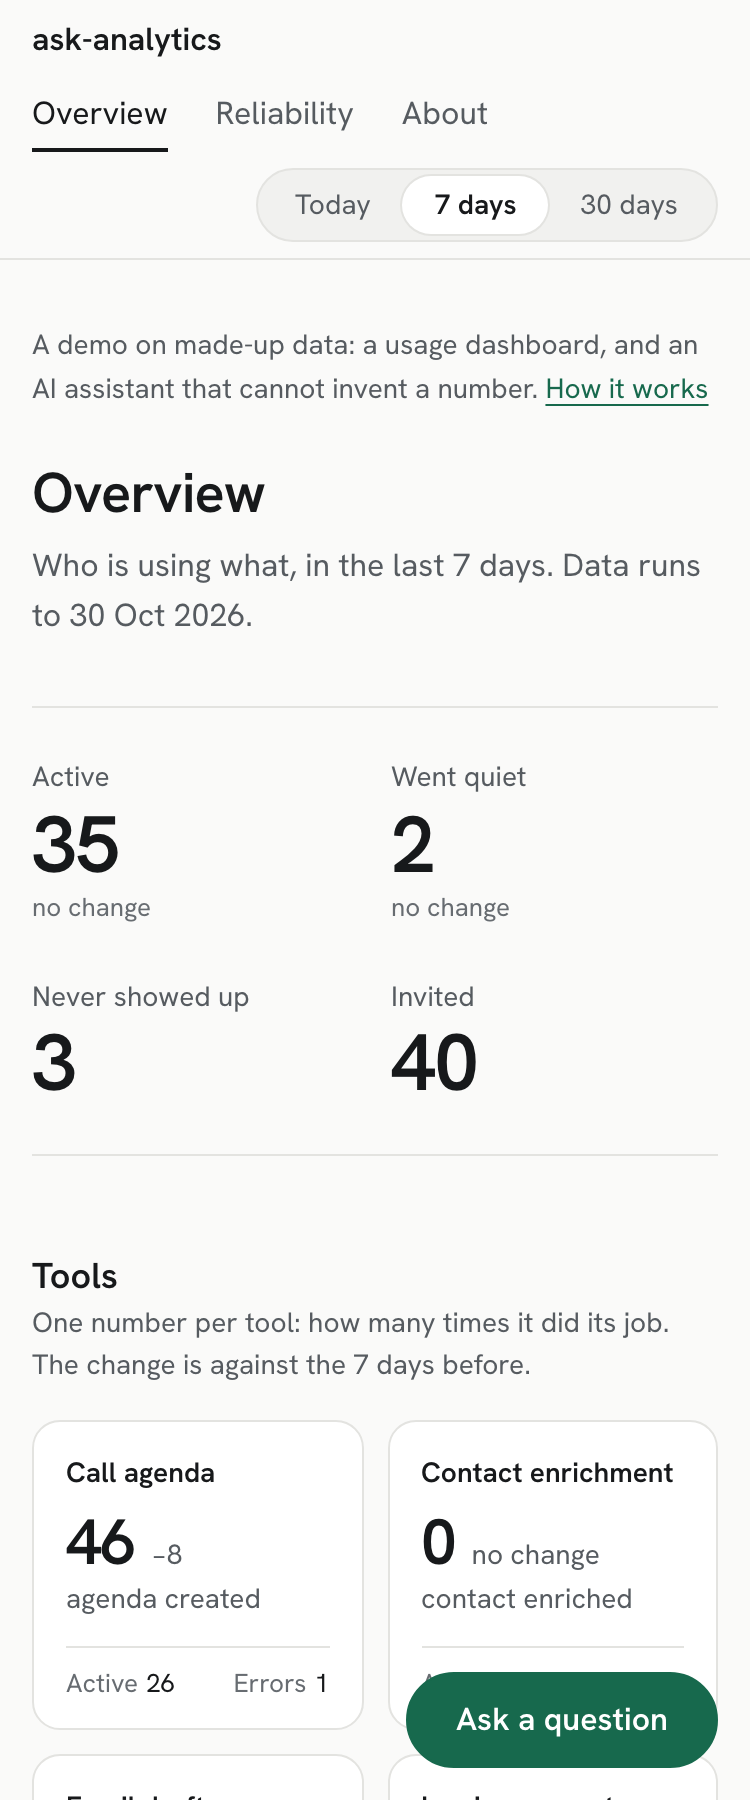 ask-analytics
Overview Reliability About
Today 7 days 30 days
A demo on made-up data: a usage dashboard, and an
AI assistant that cannot invent a number. How it works
Overview
Who is using what, in the last 7 days. Data runs
to 30 Oct 2026.
Active
35
no change
Went quiet
2
no change
Never showed up
3
Invited
40
Tools
One number per tool: how many times it did its job.
The change is against the 7 days before.
Call agenda
46 –8
agenda created
Active 26 Errors 1
Contact enrichment
0 no change
contact enriched
Ask a question